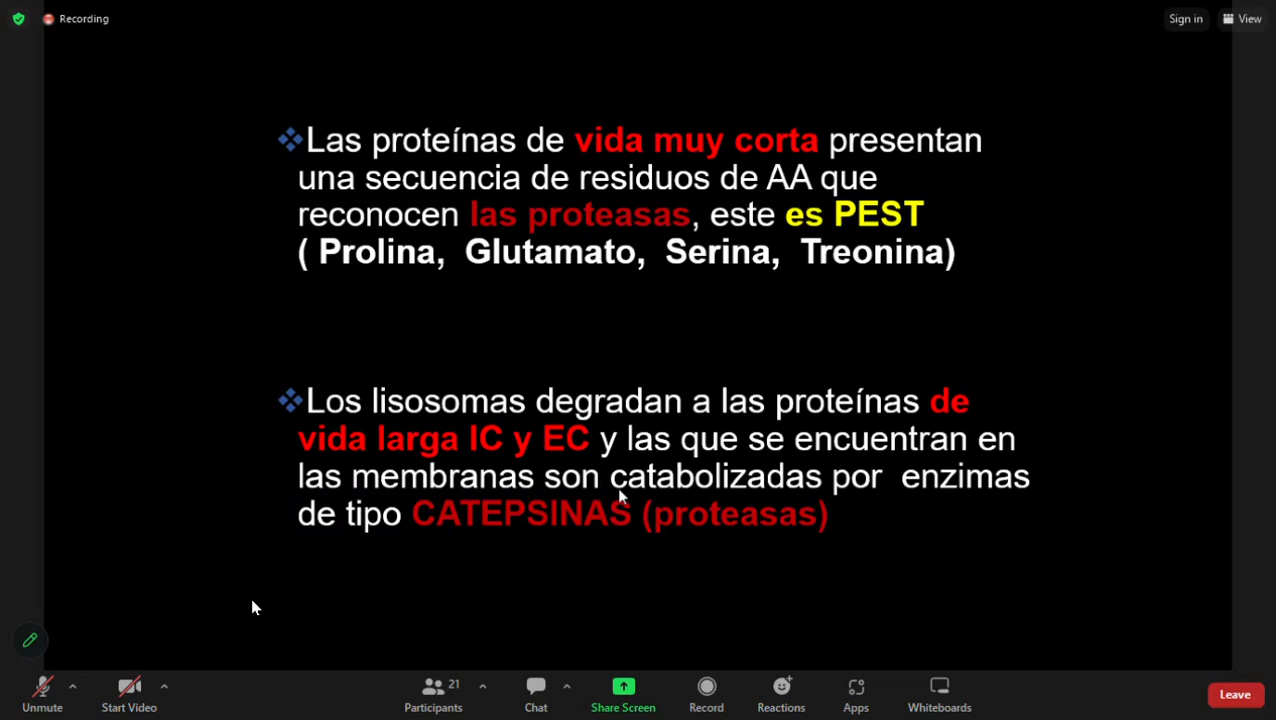 Recording
Sign in
View
❖Las proteínas de vida muy corta presentan
una secuencia de residuos de AA que
reconocen las proteasas, este es PEST
( Prolina, Glutamato, Serina, Treonina)
❖Los lisosomas degradan a las proteínas de
vida larga IC y EC y las que se encuentran en
las membranas son catabolizadas por enzimas
de tipo CATEPSINAS (proteasas)
Unmute
Start Video
Participants 21
Chat
Share Screen
Record
Reactions
Apps
Whiteboards
Leave